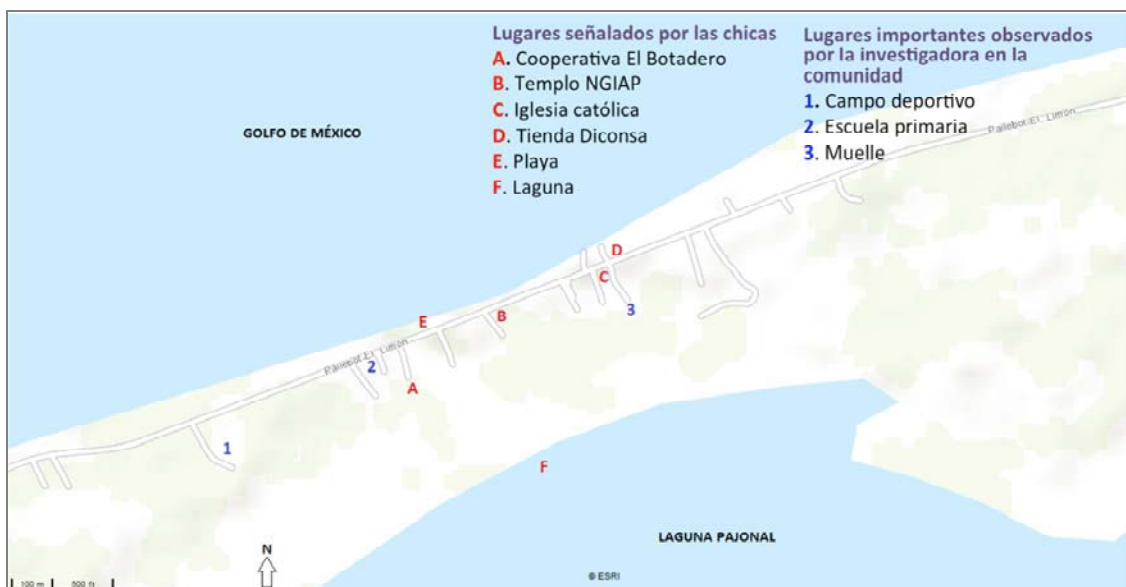 Lugares señalados por las chicas
A. Cooperativa El Botadero
B. Templo NGIAP
C. Iglesia católica
D. Tienda Diconsa
E. Playa
F. Laguna
Lugares importantes observados
por la investigadora en la
comunidad
1. Campo deportivo
2. Escuela primaria
3. Muelle
GOLFO DE MÉXICO
Pailebot El Limón
D
C
3
E
B
Pailebot El Limón
2
A
1
F
LAGUNA PAJONAL
N
100 m 500 ft
© ESRI